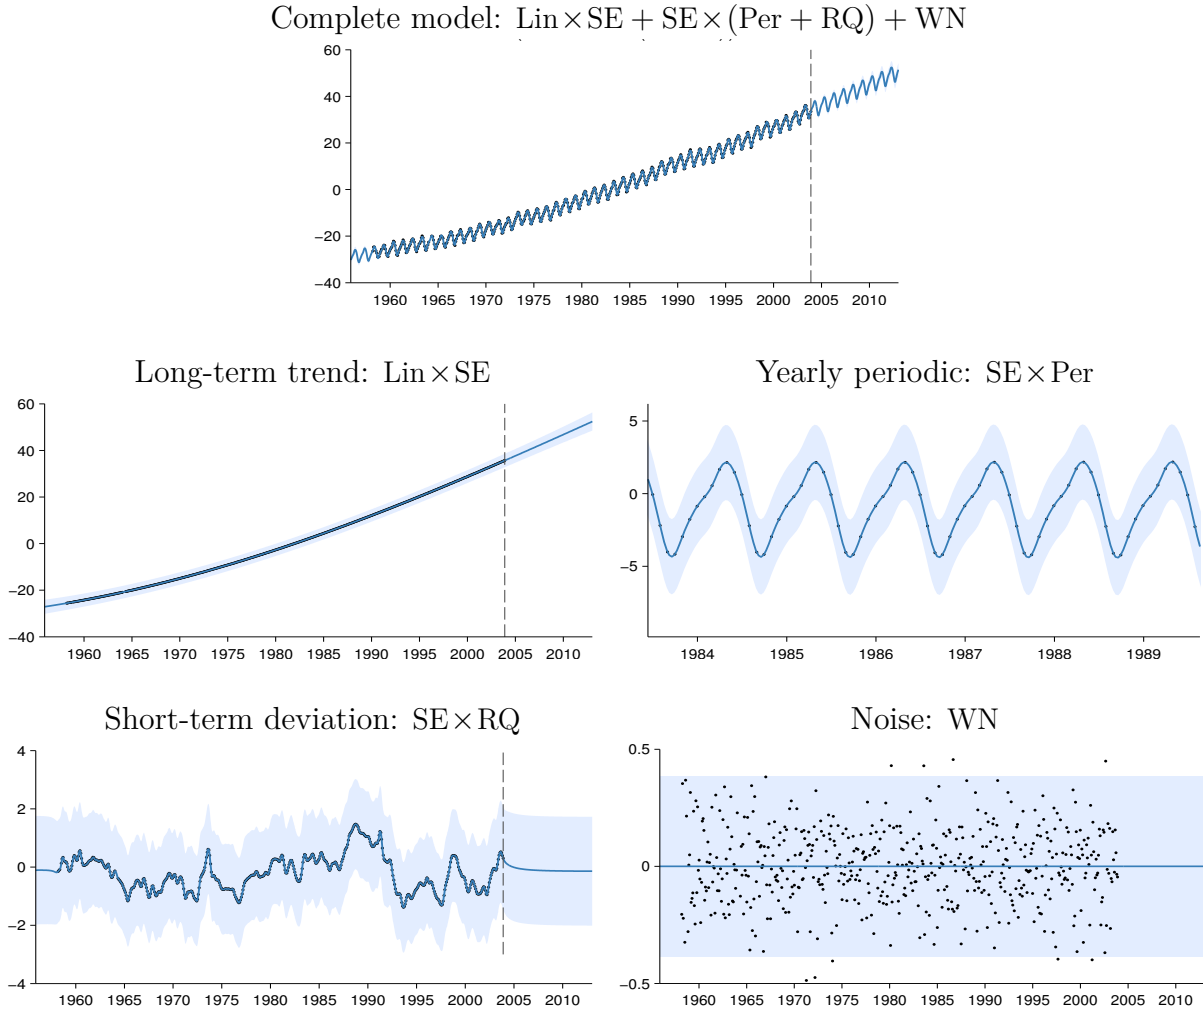 Complete model: Lin×SE + SE×(Per + RQ) + WN
60
40
20
0
−20
−40
1960 1965 1970 1975 1980 1985 1990 1995 2000 2005 2010
Long-term trend: Lin×SE
60
40
20
0
−20
−40
1960 1965 1970 1975 1980 1985 1990 1995 2000 2005 2010
Yearly periodic: SE×Per
5
0
−5
1984 1985 1986 1987 1988 1989
Short-term deviation: SE×RQ
4
2
0
−2
−4
1960 1965 1970 1975 1980 1985 1990 1995 2000 2005 2010
Noise: WN
0.5
0
−0.5
1960 1965 1970 1975 1980 1985 1990 1995 2000 2005 2010